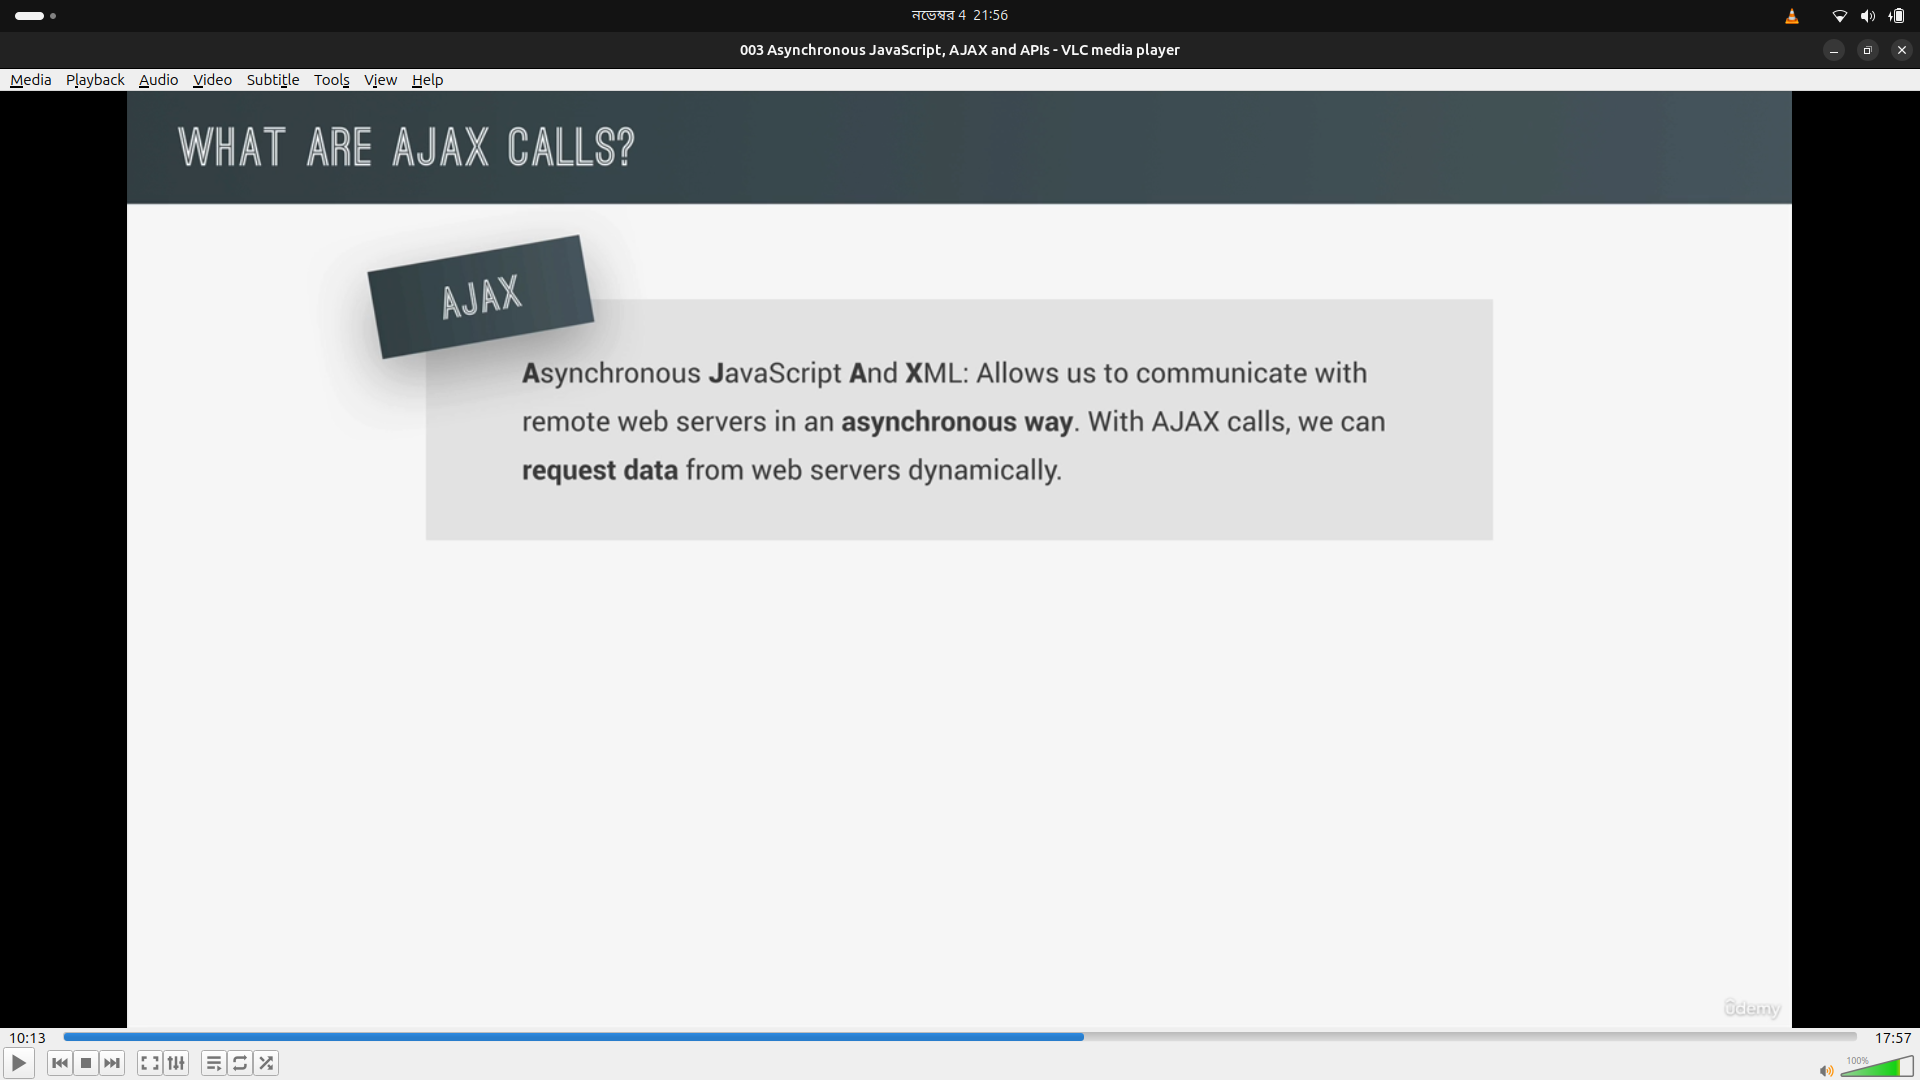 নভেম্বর 4 21:56
003 Asynchronous JavaScript, AJAX and APIs - VLC media player
Media Playback Audio Video Subtitle Tools View Help
WHAT ARE AJAX CALLS?
AJAX
Asynchronous JavaScript And XML: Allows us to communicate with
remote web servers in an asynchronous way. With AJAX calls, we can
request data from web servers dynamically.
ûdemy
10:13 17:57
100%